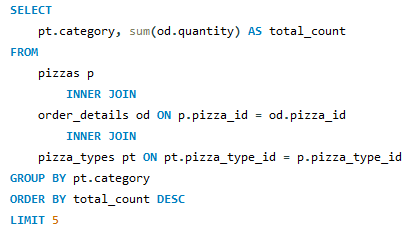 SELECT
    pt.category, sum(od.quantity) AS total_count
FROM
    pizzas p
        INNER JOIN
    order_details od ON p.pizza_id = od.pizza_id
        INNER JOIN
    pizza_types pt ON pt.pizza_type_id = p.pizza_type_id
GROUP BY pt.category
ORDER BY total_count DESC
LIMIT 5